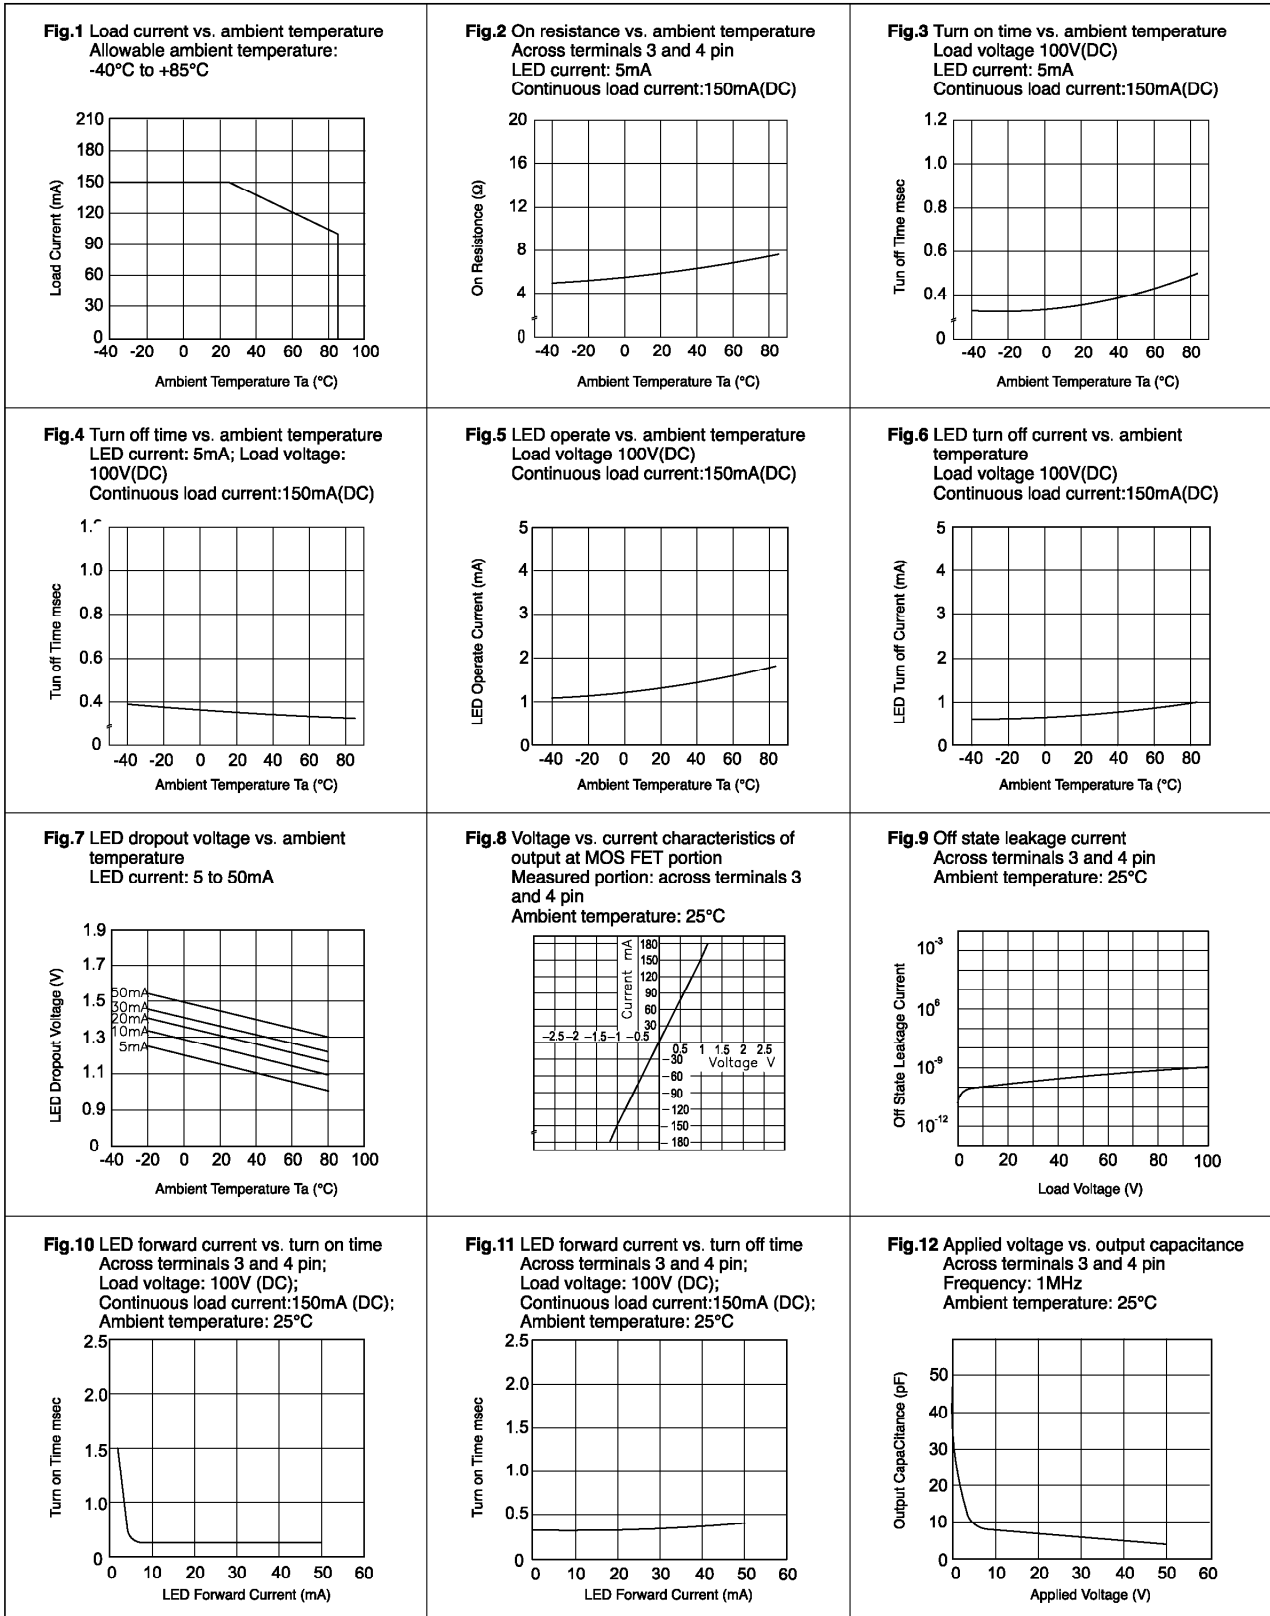 Fig.1 Load current vs. ambient temperature
Allowable ambient temperature:
-40°C to +85°C
210
180
150
120
90
60
30
0
Load Current (mA)
-40 -20 0 20 40 60 80 100
Ambient Temperature Ta (°C)
Fig.2 On resistance vs. ambient temperature
Across terminals 3 and 4 pin
LED current: 5mA
Continuous load current:150mA(DC)
20
16
12
8
4
0
On Resistonce (Ω)
-40 -20 0 20 40 60 80
Ambient Temperature Ta (°C)
Fig.3 Turn on time vs. ambient temperature
Load voltage 100V(DC)
LED current: 5mA
Continuous load current:150mA(DC)
1.2
1.0
0.8
0.6
0.4
0
Tun off Time msec
-40 -20 0 20 40 60 80
Ambient Temperature Ta (°C)
Fig.4 Turn off time vs. ambient temperature
LED current: 5mA; Load voltage:
100V(DC)
Continuous load current:150mA(DC)
1.0
0.8
0.6
0.4
0
Tun off Time msec
-40 -20 0 20 40 60 80
Ambient Temperature Ta (°C)
Fig.5 LED operate vs. ambient temperature
Load voltage 100V(DC)
Continuous load current:150mA(DC)
5
4
3
2
1
0
LED Operate Current (mA)
-40 -20 0 20 40 60 80
Ambient Temperature Ta (°C)
Fig.6 LED turn off current vs. ambient
temperature
Load voltage 100V(DC)
Continuous load current:150mA(DC)
5
4
3
2
1
0
LED Turn off Current (mA)
-40 -20 0 20 40 60 80
Ambient Temperature Ta (°C)
Fig.7 LED dropout voltage vs. ambient
temperature
LED current: 5 to 50mA
1.9
1.7
1.5
1.3
1.1
0.9
0
LED Dropout Voltage (V)
50mA
30mA
20mA
10mA
5mA
-40 -20 0 20 40 60 80 100
Ambient Temperature Ta (°C)
Fig.8 Voltage vs. current characteristics of
output at MOS FET portion
Measured portion: across terminals 3
and 4 pin
Ambient temperature: 25°C
Current mA
180
150
120
90
60
30
-2.5 -2 -1.5 -1 -0.5
0.5 1 1.5 2 2.5
Voltage V
-30
-60
-90
-120
-150
-180
Fig.9 Off state leakage current
Across terminals 3 and 4 pin
Ambient temperature: 25°C
10-3
106
10-9
10-12
Off State Leakage Current
0 20 40 60 80 100
Load Voltage (V)
Fig.10 LED forward current vs. turn on time
Across terminals 3 and 4 pin;
Load voltage: 100V (DC);
Continuous load current:150mA (DC);
Ambient temperature: 25°C
2.5
2.0
1.5
1.0
0
Turn on Time msec
0 10 20 30 40 50 60
LED Forward Current (mA)
Fig.11 LED forward current vs. turn off time
Across terminals 3 and 4 pin;
Load voltage: 100V (DC);
Continuous load current:150mA (DC);
Ambient temperature: 25°C
2.5
2.0
1.5
1.0
0.5
0
Turn on Time msec
0 10 20 30 40 50 60
LED Forward Current (mA)
Fig.12 Applied voltage vs. output capacitance
Across terminals 3 and 4 pin
Frequency: 1MHz
Ambient temperature: 25°C
50
40
30
20
10
0
Output CapaCitance (pF)
0 10 20 30 40 50 60
Applied Voltage (V)